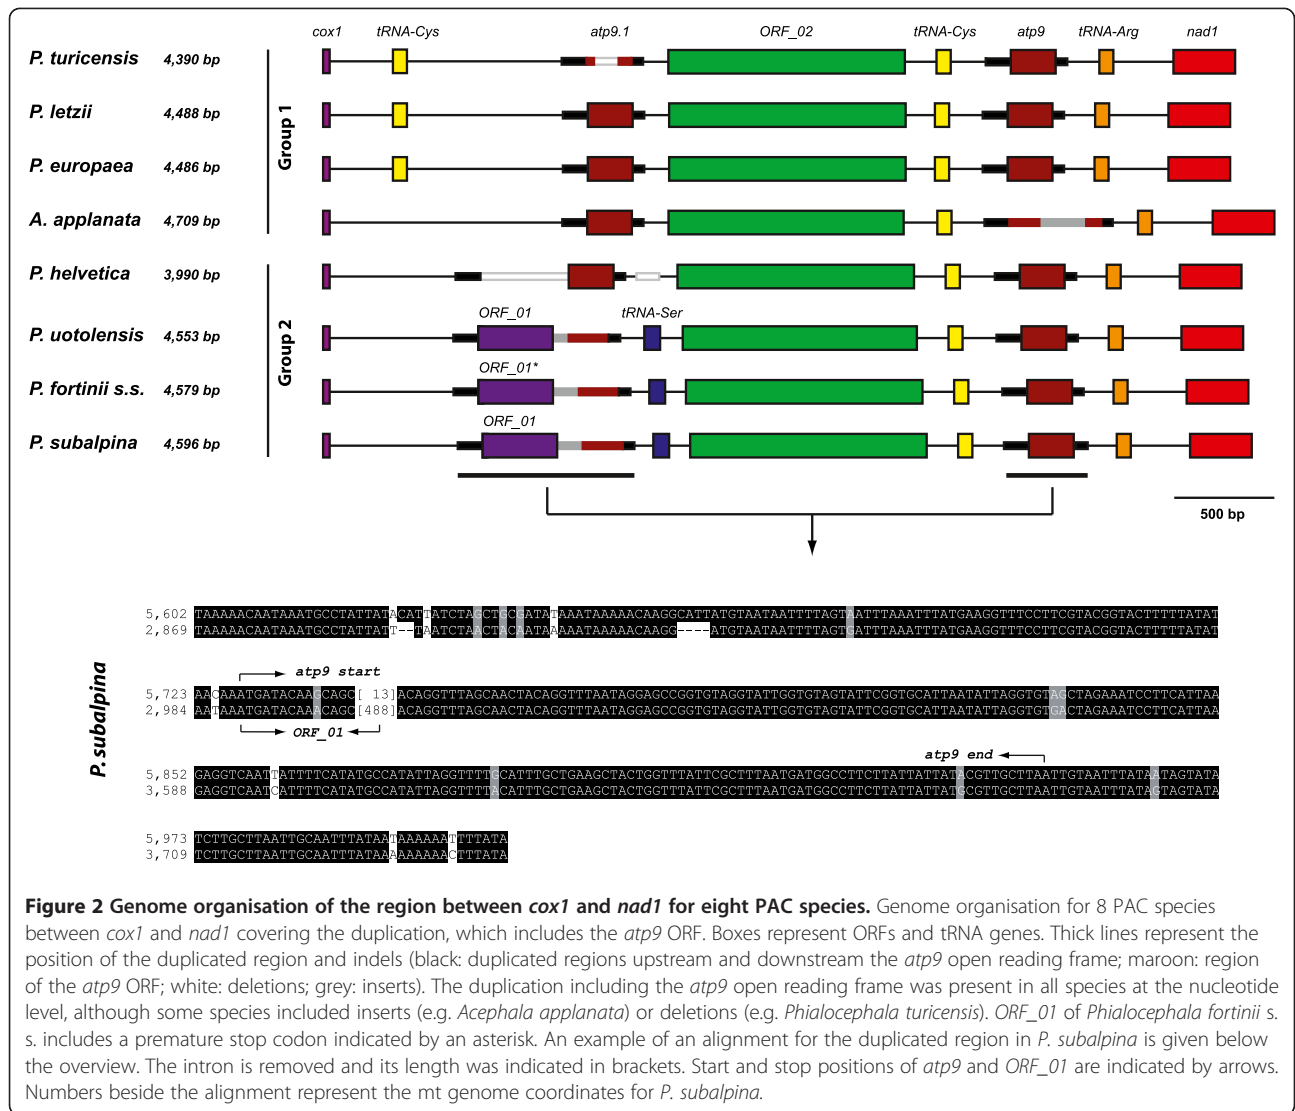 cox1 tRNA-Cys atp9.1 ORF_02 tRNA-Cys atp9 tRNA-Arg nad1
P. turicensis 4,390 bp
P. letzii 4,488 bp
P. europaea 4,486 bp
A. applanata 4,709 bp
Group 1
P. helvetica 3,990 bp
ORF_01 tRNA-Ser
P. uotolensis 4,553 bp
ORF_01*
P. fortinii s.s. 4,579 bp
ORF_01
P. subalpina 4,596 bp
Group 2
500 bp
P. subalpina
5,602 TAAAAACAATAAATGCCTATTATACATTATCTAGCTGCGATATAAATAAAAACAAGGCATTATGTAATAATTTTAGTATTTAAATTTATGAAGGTTTCCTTCGTACGGTACTTTTTATAT
2,869 TAAAAACAATAAATGCCTATTATT--TAATCTAACTACAATAAAAATAAAAACAAGG----ATGTAATAATTTTAGTGATTTAAATTTATGAAGGTTTCCTTCGTACGGTACTTTTTATAT
atp9 start
5,723 AACAAATGATACAAGCAGC[ 13]ACAGGTTTAGCAACTACAGGTTTAATAGGAGCCGGTGTAGGTATTGGTGTAGTATTCGGTGCATTAATATTAGGTGTAGCTAGAAATCCTTCATTAA
2,984 AATAAATGATACAAACAGC[488]ACAGGTTTAGCAACTACAGGTTTAATAGGAGCCGGTGTAGGTATTGGTGTAGTATTCGGTGCATTAATATTAGGTGTGACTAGAAATCCTTCATTAA
ORF_01
atp9 end
5,852 GAGGTCAATTATTTTCATATGCCATATTAGGTTTTGCATTTGCTGAAGCTACTGGTTTATTCGCTTTAATGATGGCCTTCTTATTATTATACGTTGCTTAATTGTAATTTATAATAGTATA
3,588 GAGGTCAATCATTTTCATATGCCATATTAGGTTTTACATTTGCTGAAGCTACTGGTTTATTCGCTTTAATGATGGCCTTCTTATTATTATGCGTTGCTTAATTGTAATTTATAGTAGTATA
5,973 TCTTGCTTAATTGCAATTTATAATAAAAAATTTTATA
3,709 TCTTGCTTAATTGCAATTTATAAAAAAAAACTTTATA
Figure 2 Genome organisation of the region between cox1 and nad1 for eight PAC species. Genome organisation for 8 PAC species
between cox1 and nad1 covering the duplication, which includes the atp9 ORF. Boxes represent ORFs and tRNA genes. Thick lines represent the
position of the duplicated region and indels (black: duplicated regions upstream and downstream the atp9 open reading frame; maroon: region
of the atp9 ORF; white: deletions; grey: inserts). The duplication including the atp9 open reading frame was present in all species at the nucleotide
level, although some species included inserts (e.g. Acephala applanata) or deletions (e.g. Phialocephala turicensis). ORF_01 of Phialocephala fortinii s.
s. includes a premature stop codon indicated by an asterisk. An example of an alignment for the duplicated region in P. subalpina is given below
the overview. The intron is removed and its length was indicated in brackets. Start and stop positions of atp9 and ORF_01 are indicated by arrows.
Numbers beside the alignment represent the mt genome coordinates for P. subalpina.